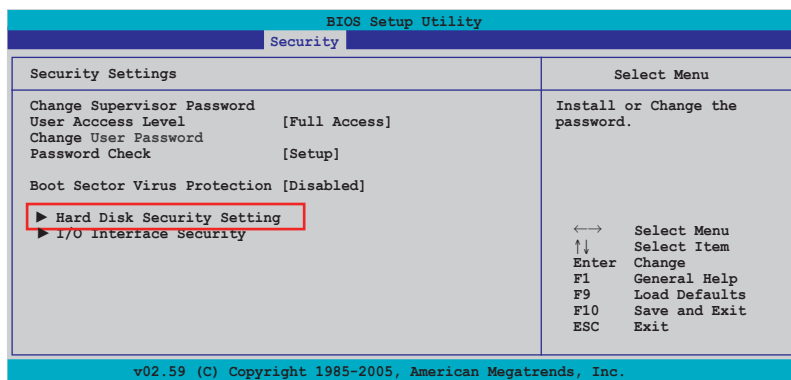 BIOS Setup Utility
Security
Security Settings
Change Supervisor Password
User Acccess Level [Full Access]
Change User Password
Password Check [Setup]
Boot Sector Virus Protection [Disabled]
▶ Hard Disk Security Setting
▶ I/O Interface Security
Select Menu
Install or Change the
password.
←→ Select Menu
↑↓ Select Item
Enter Change
F1 General Help
F9 Load Defaults
F10 Save and Exit
ESC Exit
v02.59 (C) Copyright 1985-2005, American Megatrends, Inc.